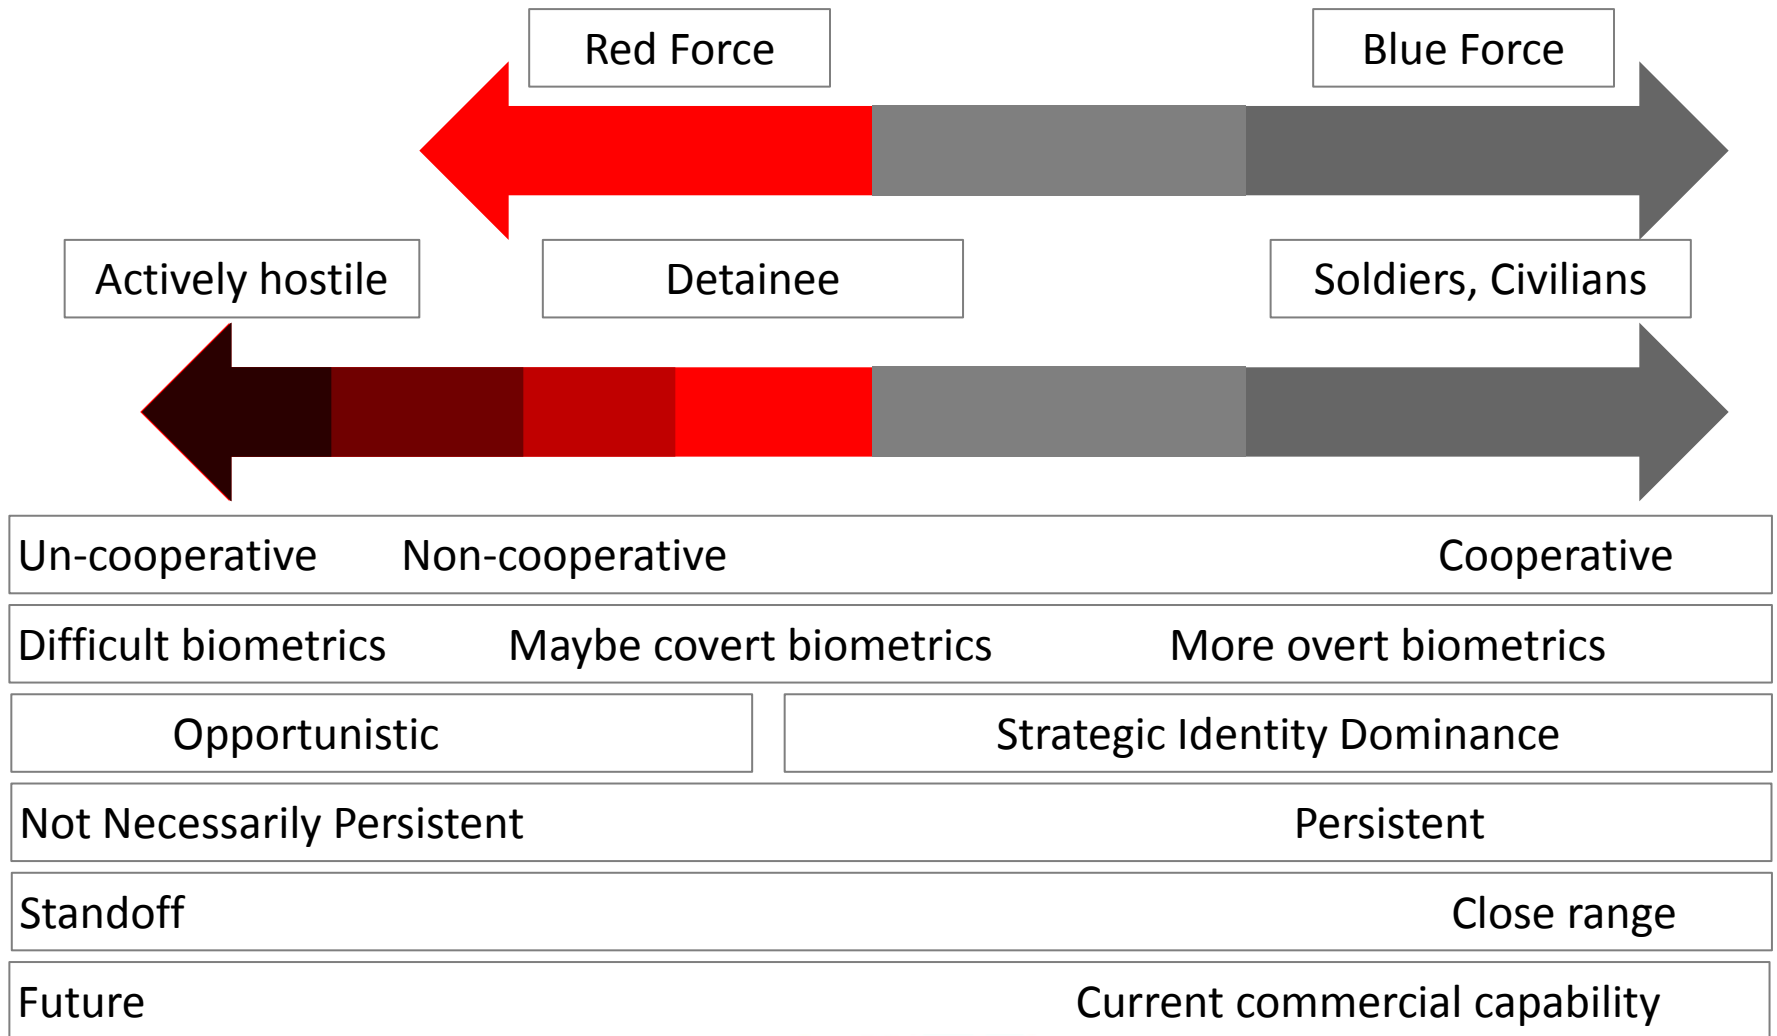 Red Force
Blue Force
Actively hostile
Detainee
Soldiers, Civilians
Un-cooperative
Non-cooperative
Cooperative
Difficult biometrics
Maybe covert biometrics
More overt biometrics
Opportunistic
Strategic Identity Dominance
Not Necessarily Persistent
Persistent
Standoff
Close range
Future
Current commercial capability